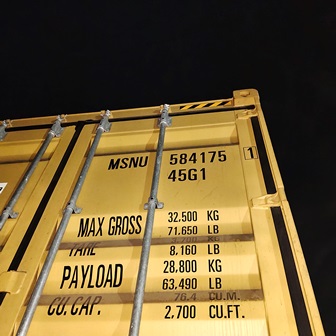 MSNU 584175 1
45G1
MAX GROSS 32,500 KG
71,650 LB
TARE
8,160 LB
PAYLOAD 28,800 KG
63,490 LB
CU.CAP. 76.4 CU.M.
2,700 CU.FT.